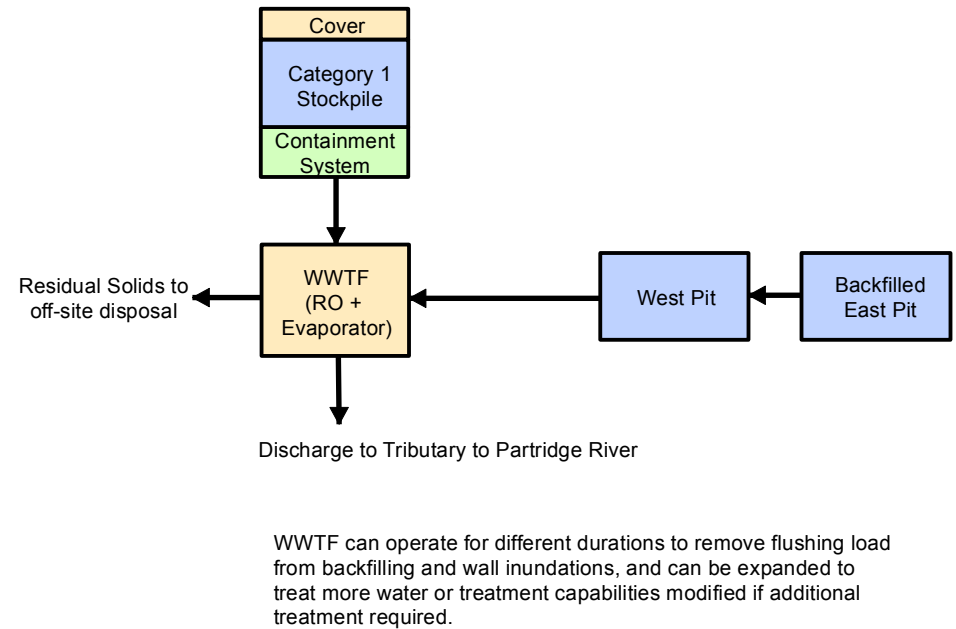 Cover
Category 1
Stockpile
Containment
System
WWTF
(RO +
Evaporator)
Residual Solids to
off-site disposal
West Pit
Backfilled
East Pit
Discharge to Tributary to Partridge River
WWTF can operate for different durations to remove flushing load
from backfilling and wall inundations, and can be expanded to
treat more water or treatment capabilities modified if additional
treatment required.